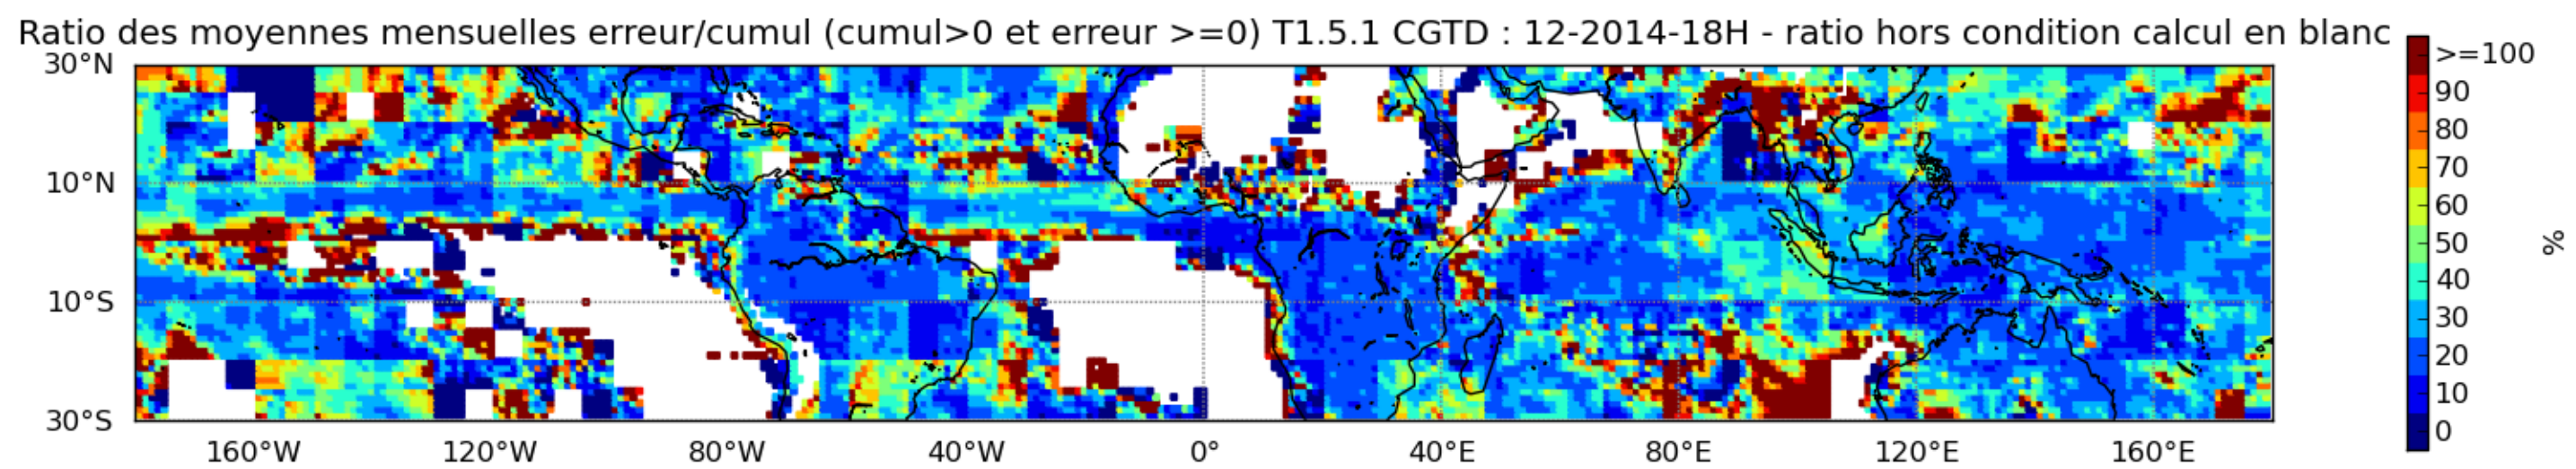 Ratio des moyennes mensuelles erreur/cumul (cumul>0 et erreur >=0) T1.5.1 CGTD : 12-2014-18H - ratio hors condition calcul en blanc
30°N
10°N
10°S
30°S
160°W 120°W 80°W 40°W 0° 40°E 80°E 120°E 160°E
>=100
90
80
70
60
50
40
30
20
10
0
%